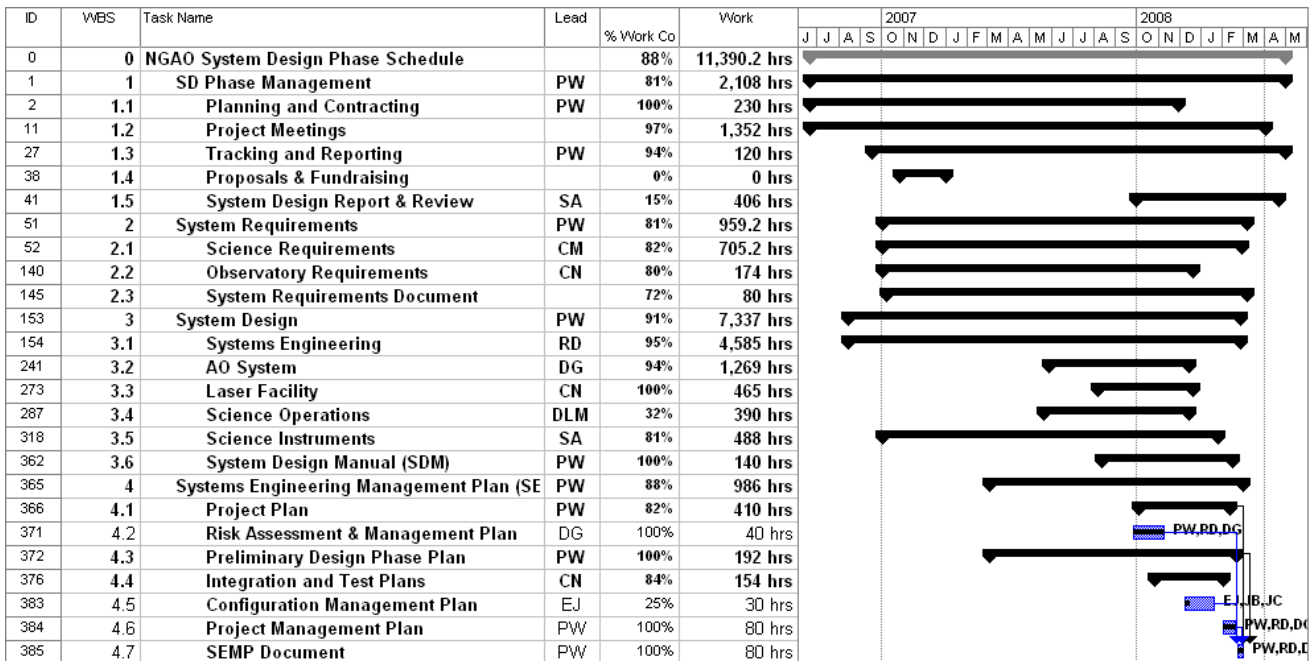 ID WBS Task Name Lead % Work Co Work 2007 2008
J J A S O N D J F M A M J J A S O N D J F M A M
0 0 NGAO System Design Phase Schedule 88% 11,390.2 hrs
1 1 SD Phase Management PW 81% 2,108 hrs
2 1.1 Planning and Contracting PW 100% 230 hrs
11 1.2 Project Meetings 97% 1,352 hrs
27 1.3 Tracking and Reporting PW 94% 120 hrs
38 1.4 Proposals & Fundraising 0% 0 hrs
41 1.5 System Design Report & Review SA 15% 406 hrs
51 2 System Requirements PW 81% 959.2 hrs
52 2.1 Science Requirements CM 82% 705.2 hrs
140 2.2 Observatory Requirements CN 80% 174 hrs
145 2.3 System Requirements Document 72% 80 hrs
153 3 System Design PW 91% 7,337 hrs
154 3.1 Systems Engineering RD 95% 4,585 hrs
241 3.2 AO System DG 94% 1,269 hrs
273 3.3 Laser Facility CN 100% 465 hrs
287 3.4 Science Operations DLM 32% 390 hrs
318 3.5 Science Instruments SA 81% 488 hrs
362 3.6 System Design Manual (SDM) PW 100% 140 hrs
365 4 Systems Engineering Management Plan (SE PW 88% 986 hrs
366 4.1 Project Plan PW 82% 410 hrs
371 4.2 Risk Assessment & Management Plan DG 100% 40 hrs PW,RD,DG
372 4.3 Preliminary Design Phase Plan PW 100% 192 hrs
376 4.4 Integration and Test Plans CN 84% 154 hrs
383 4.5 Configuration Management Plan EJ 25% 30 hrs EJ,JB,JC
384 4.6 Project Management Plan PW 100% 80 hrs PW,RD,DG
385 4.7 SEMP Document PW 100% 80 hrs PW,RD,D